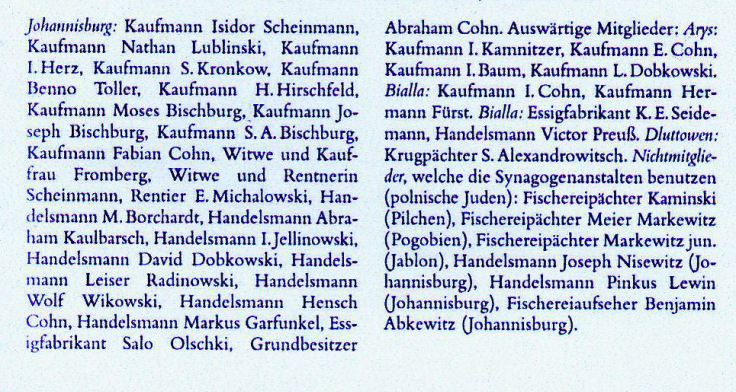 Johannisburg: Kaufmann Isidor Scheinmann,
Kaufmann Nathan Lublinski, Kaufmann
I. Herz, Kaufmann S. Kronkow, Kaufmann
Benno Toller, Kaufmann H. Hirschfeld,
Kaufmann Moses Bischburg, Kaufmann Jo-
seph Bischburg, Kaufmann S. A. Bischburg,
Kaufmann Fabian Cohn, Witwe und Kauf-
frau Fromberg, Witwe und Rentnerin
Scheinmann, Rentier E. Michalowski, Han-
delsmann M. Borchardt, Handelsmann Abra-
ham Kaulbarsch, Handelsmann I. Jellinowski,
Handelsmann David Dobkowski, Handels-
mann Leiser Radinowski, Handelsmann
Wolf Wikowski, Handelsmann Hensch
Cohn, Handelsmann Markus Garfunkel, Ess-
igfabrikant Salo Olschki, Grundbesitzer
Abraham Cohn. Auswärtige Mitglieder: Arys:
Kaufmann I. Kamnitzer, Kaufmann E. Cohn,
Kaufmann I. Baum, Kaufmann L. Dobkowski.
Bialla: Kaufmann I. Cohn, Kaufmann Her-
mann Fürst. Bialla: Essigfabrikant K. E. Seide-
mann, Handelsmann Victor Preuß. Dluttowen:
Krugpächter S. Alexandrowitsch. Nichtmitglie-
der, welche die Synagogenanstalten benutzen
(polnische Juden): Fischereipächter Kaminski
(Pilchen), Fischereipächter Meier Markewitz
(Pogobien), Fischereipächter Markewitz jun.
(Jablon), Handelsmann Joseph Nisewitz (Jo-
hannisburg), Handelsmann Pinkus Lewin
(Johannisburg), Fischereiaufseher Benjamin
Abkewitz (Johannisburg).